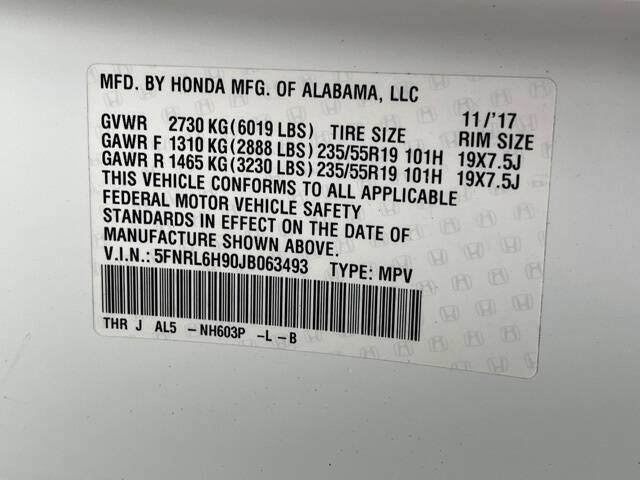 MFD. BY HONDA MFG. OF ALABAMA, LLC
11/'17
GVWR 2730 KG(6019 LBS) TIRE SIZE RIM SIZE
GAWR F 1310 KG(2888 LBS)235/55R19 101H 19X7.5J
GAWR R 1465 KG(3230 LBS)235/55R19 101H 19X7.5J
THIS VEHICLE CONFORMS TO ALL APPLICABLE
FEDERAL MOTOR VEHICLE SAFETY
STANDARDS IN EFFECT ON THE DATE OF
MANUFACTURE SHOWN ABOVE.
V.I.N.: 5FNRL6H90JB063493 TYPE: MPV
THR J AL5 - NH603P -L -B